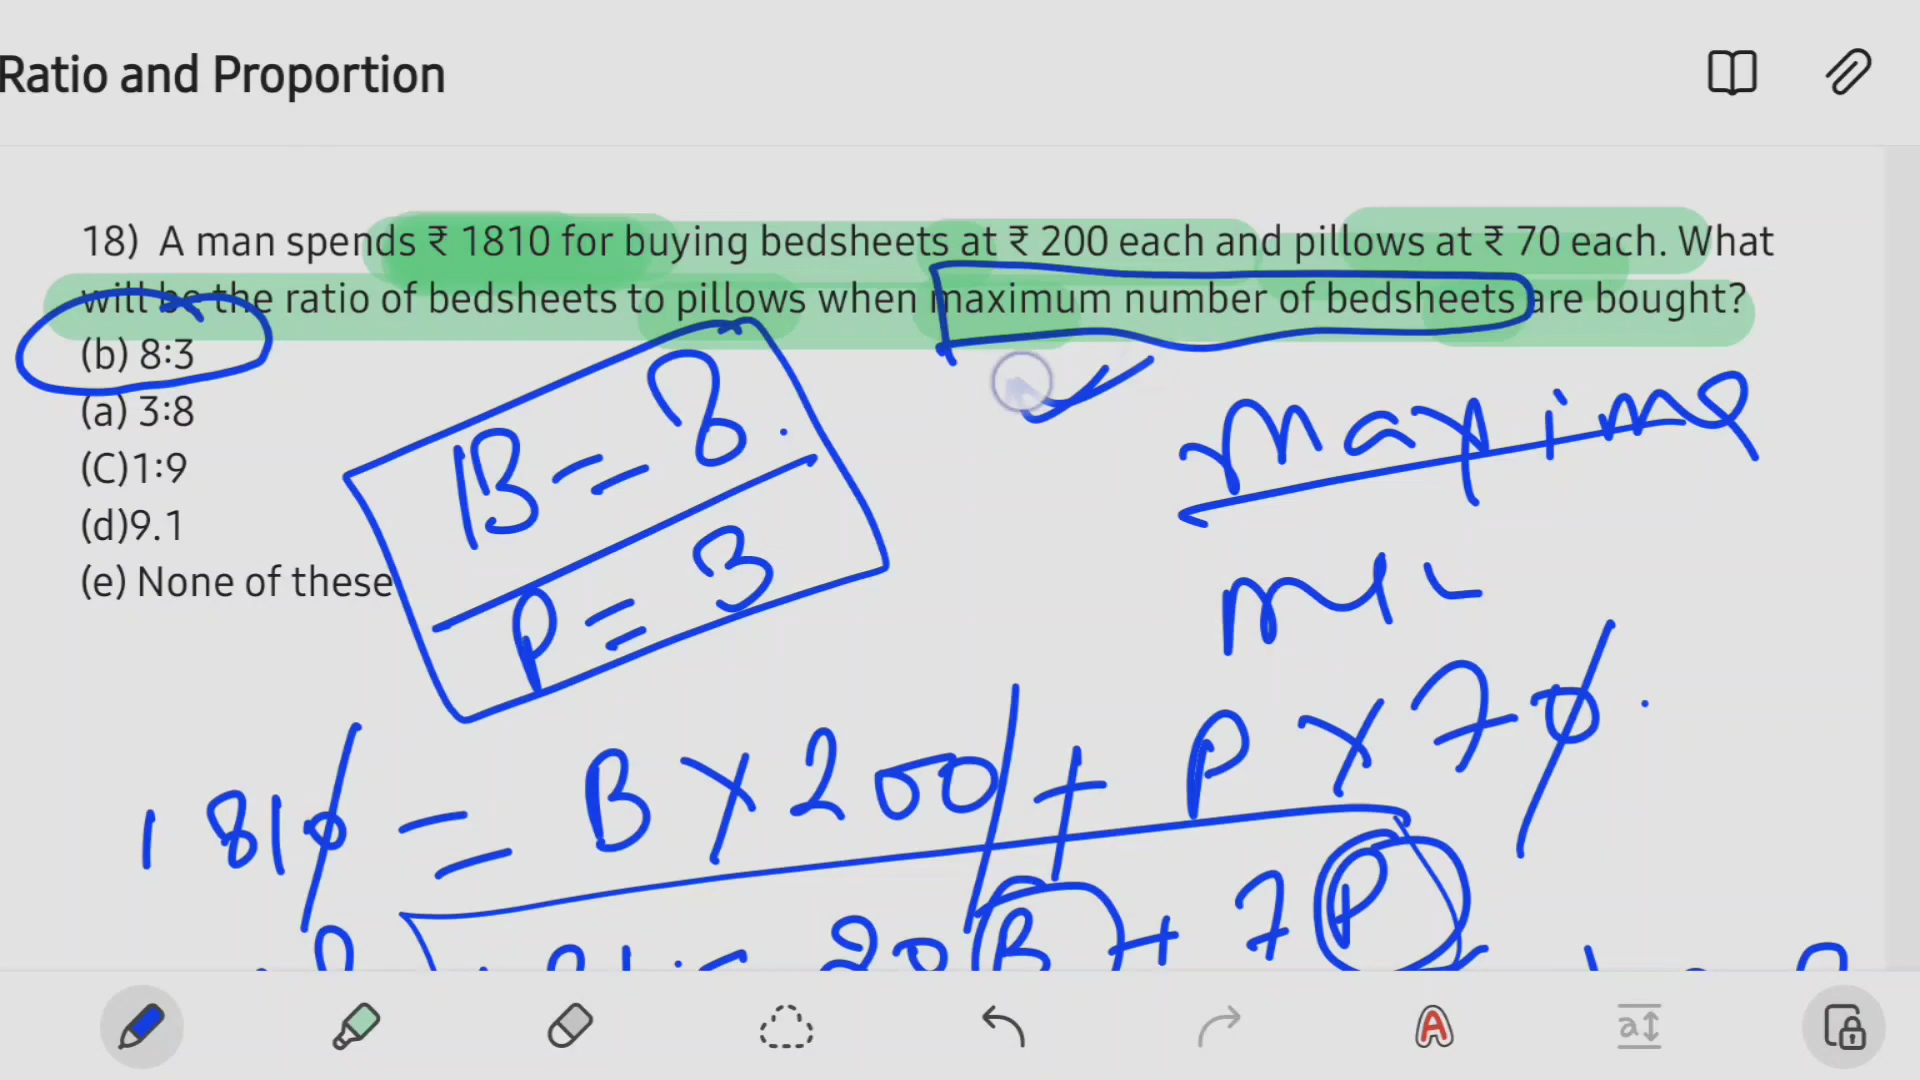 Ratio and Proportion
18) A man spends ₹ 1810 for buying bedsheets at ₹ 200 each and pillows at ₹ 70 each. What
will be the ratio of bedsheets to pillows when maximum number of bedsheets are bought?
(b) 8:3
(a) 3:8
(C)1:9
(d)9.1
(e) None of these
B = 8.
P = 3
1810 = B × 200 + P × 70